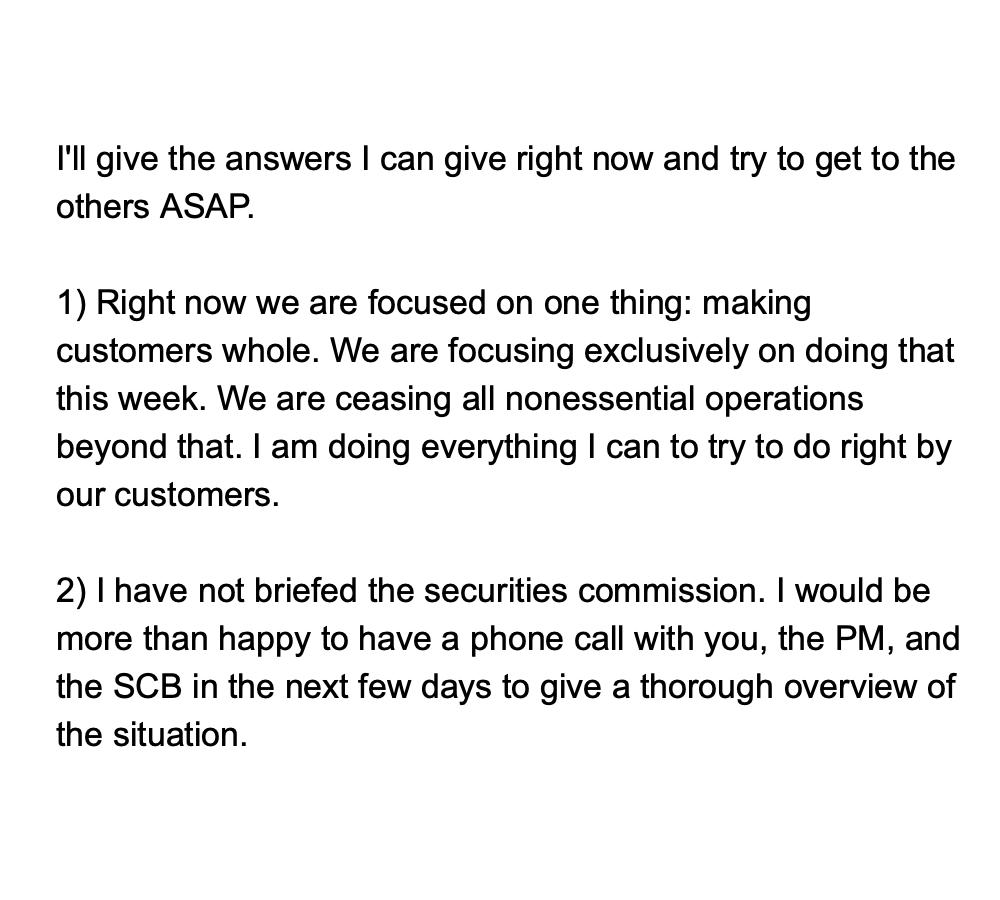 I'll give the answers I can give right now and try to get to the
others ASAP.
1) Right now we are focused on one thing: making
customers whole. We are focusing exclusively on doing that
this week. We are ceasing all nonessential operations
beyond that. I am doing everything I can to try to do right by
our customers.
2) I have not briefed the securities commission. I would be
more than happy to have a phone call with you, the PM, and
the SCB in the next few days to give a thorough overview of
the situation.